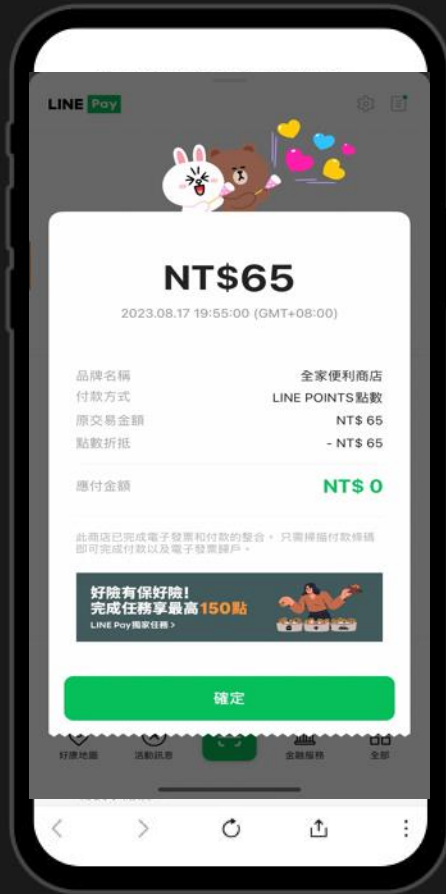 LINE Pay
NT$65
2023.08.17 19:55:00 (GMT+08:00)
品牌名稱 全家便利商店
付款方式 LINE POINTS 點數
原交易金額 NT$ 65
點數折抵 - NT$ 65
應付金額 NT$ 0
此商店已完成電子發票和付款的整合。 只需掃描付款條碼
即可完成付款以及電子發票歸戶。
好險有保好險!
完成任務享最高150點
LINE Pay獨家任務 >
確定
好康地圖 活動訊息 金融服務 全部